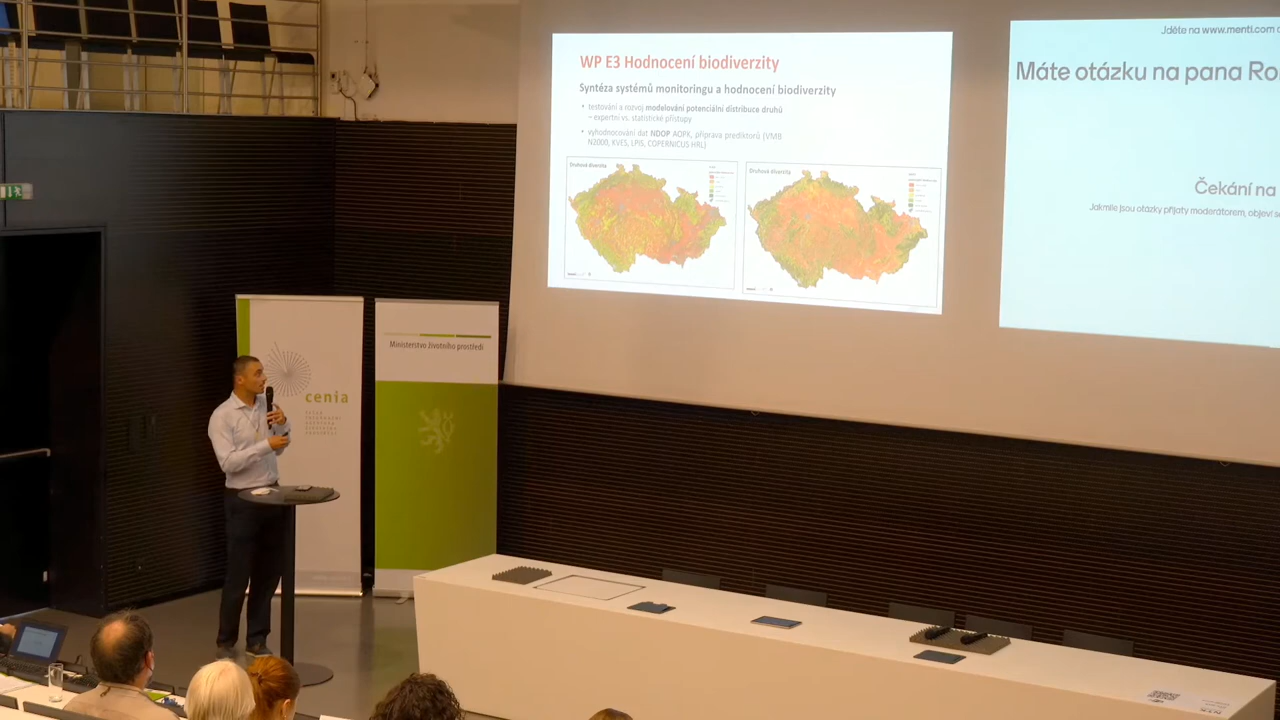 WP E3 Hodnocení biodiverzity
Syntéza systémů monitoringu a hodnocení biodiverzity
• testování a rozvoj modelování potenciální distribuce druhů
– expertní vs. statistické přístupy
• vyhodnocování dat NDOP AOPK, příprava prediktorů (VMB
N2000, KVES, LPIS, COPERNICUS HRL)
Druhová diverzita
Druhová diverzita
Jděte na www.menti.com
Máte otázku na pana Ro
Čekání na
Jakmile jsou otázky přijaty moderátorem, objeví
cenia
Ministerstvo životního prostředí